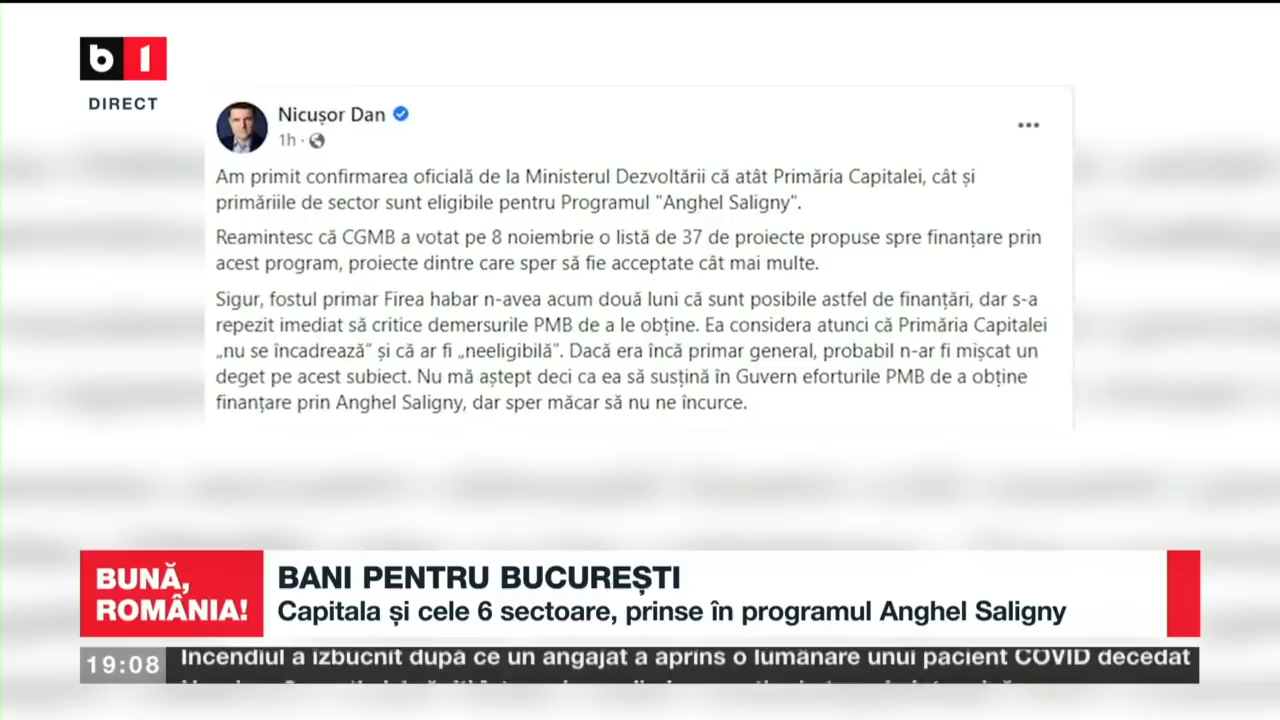 b1
DIRECT
Nicușor Dan
1h ·
Am primit confirmarea oficială de la Ministerul Dezvoltării că atât Primăria Capitalei, cât și
primăriile de sector sunt eligibile pentru Programul "Anghel Saligny".
Reamintesc că CGMB a votat pe 8 noiembrie o listă de 37 de proiecte propuse spre finanțare prin
acest program, proiecte dintre care sper să fie acceptate cât mai multe.
Sigur, fostul primar Firea habar n-avea acum două luni că sunt posibile astfel de finanțări, dar s-a
repezit imediat să critice demersurile PMB de a le obține. Ea considera atunci că Primăria Capitalei
„nu se încadrează” și că ar fi „neeligibilă”. Dacă era încă primar general, probabil n-ar fi mișcat un
deget pe acest subiect. Nu mă aștept deci ca ea să susțină în Guvern eforturile PMB de a obține
finanțare prin Anghel Saligny, dar sper măcar să nu ne încurce.
BUNĂ,
ROMÂNIA!
BANI PENTRU BUCUREȘTI
Capitala și cele 6 sectoare, prinse în programul Anghel Saligny
19:08
Incendiul a izbucnit după ce un angajat a aprins o lumânare unui pacient COVID decedat